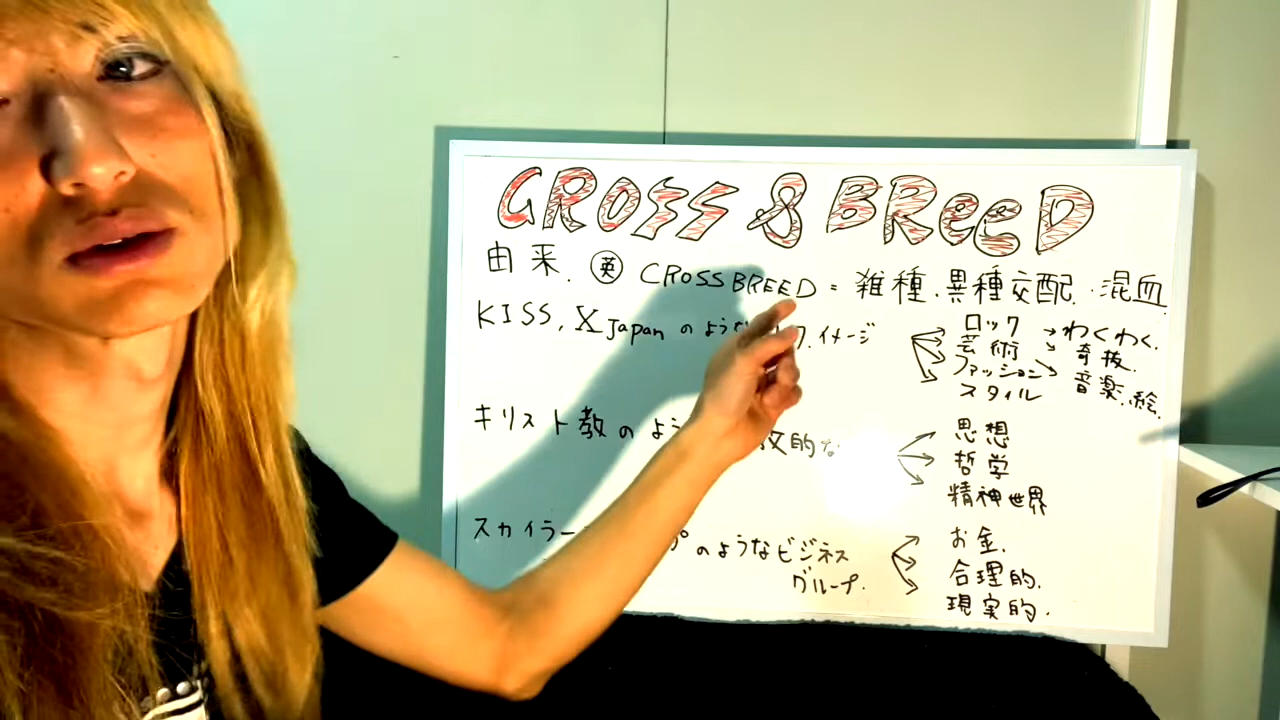 CROSS & BReeD
由来. 英 CROSSBREED = 雑種.異種交配.混血
KISS, X Japan のような イメージ
ロック → わくわく.
芸術 → 奇抜.
ファッション → 音楽.絵
スタイル
キリスト教のよう 教的な
思想
哲学
精神世界
スカイラー のようなビジネス
グループ.
お金.
合理的.
現実的.